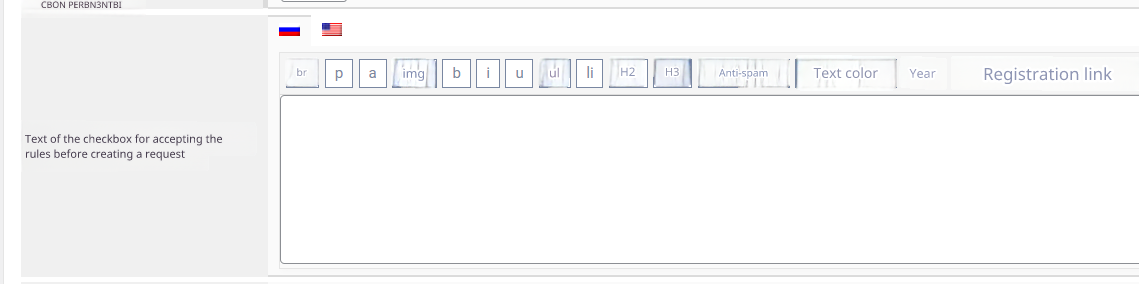 CBON PERBN3NTBI
br p a img b i u ul li H2 H3 Anti-spam Text color Year Registration link
Text of the checkbox for accepting the
rules before creating a request